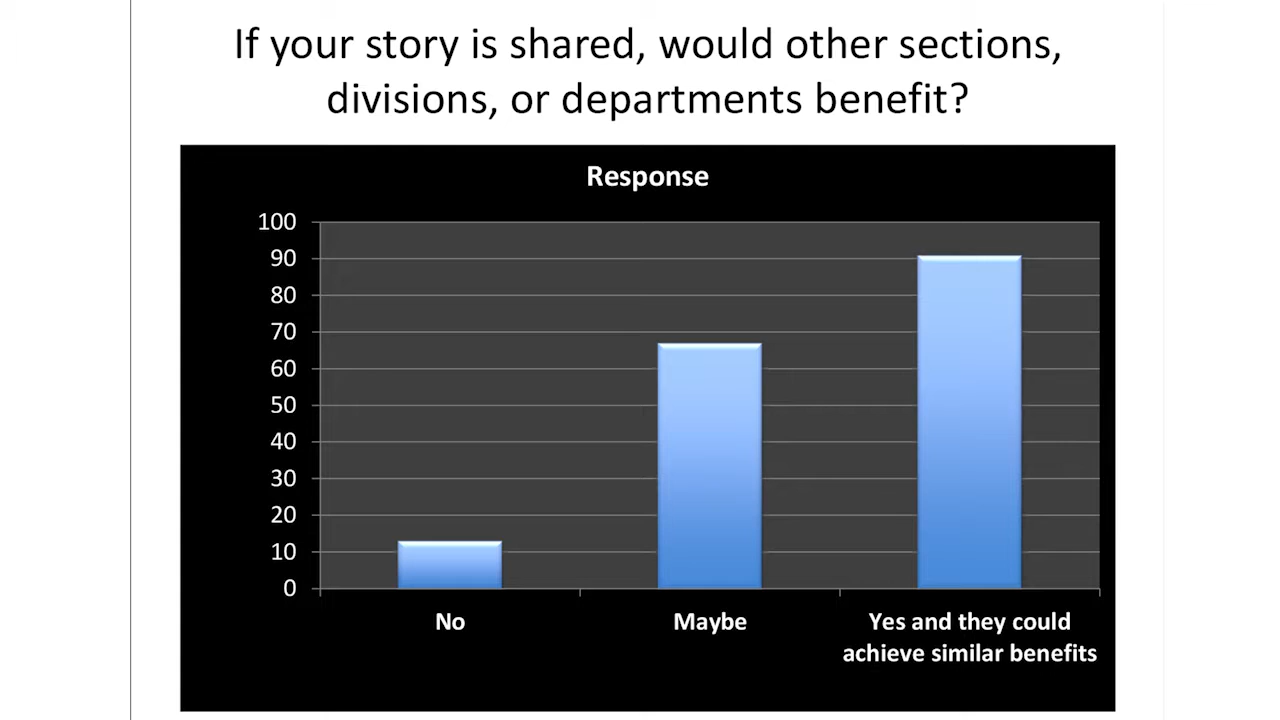 If your story is shared, would other sections,
divisions, or departments benefit?
Response
100
90
80
70
60
50
40
30
20
10
0
No
Maybe
Yes and they could
achieve similar benefits